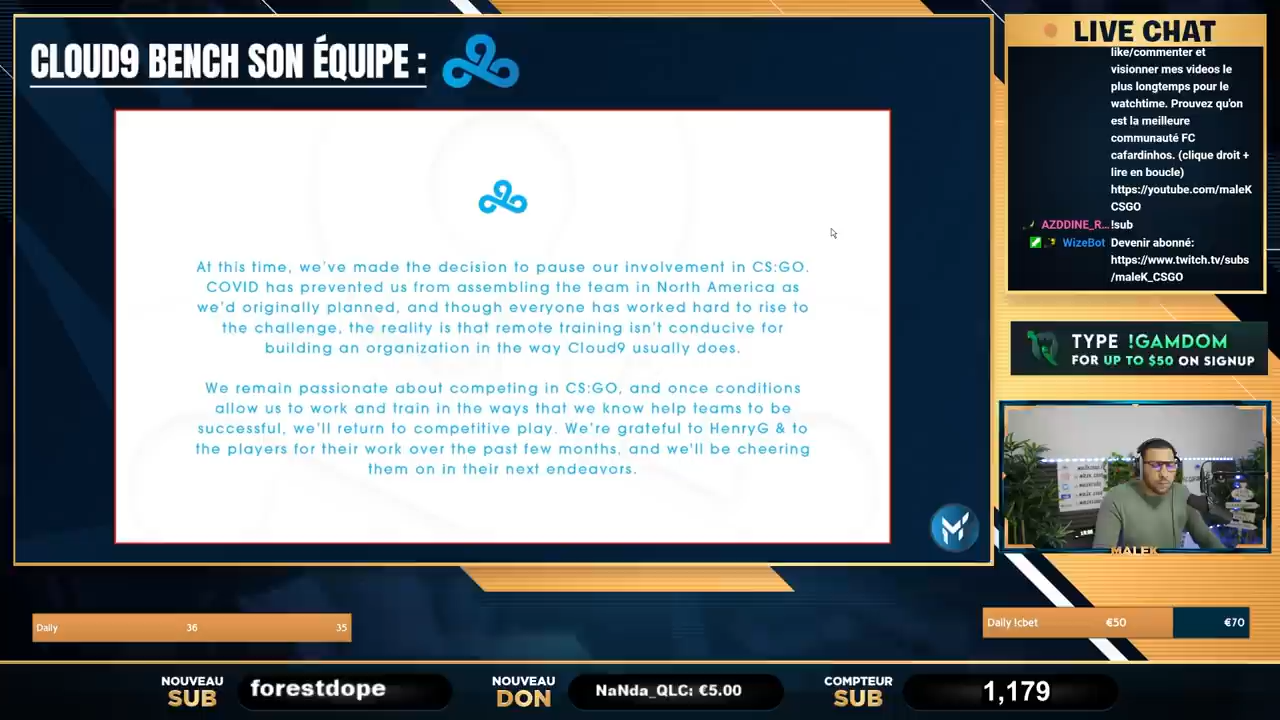 CLOUD9 BENCH SON ÉQUIPE :
At this time, we've made the decision to pause our involvement in CS:GO.
COVID has prevented us from assembling the team in North America as
we'd originally planned, and though everyone has worked hard to rise to
the challenge, the reality is that remote training isn't conducive for
building an organization in the way Cloud9 usually does.
We remain passionate about competing in CS:GO, and once conditions
allow us to work and train in the ways that we know help teams to be
successful, we'll return to competitive play. We're grateful to HenryG & to
the players for their work over the past few months, and we'll be cheering
them on in their next endeavors.
LIVE CHAT
like/commenter et
visionner mes videos le
plus longtemps pour le
watchtime. Prouvez qu'on
est la meilleure
communauté FC
cafardinhos. (clique droit +
lire en boucle)
https://youtube.com/maleK
CSGO
AZDDINE_R... !sub
WizeBot Devenir abonné:
https://www.twitch.tv/subs
/maleK_CSGO
TYPE !GAMDOM
FOR UP TO $50 ON SIGNUP
MALEK
Daily 36 35
Daily !cbet €50 €70
NOUVEAU SUB forestdope
NOUVEAU DON NaNda_QLC: €5.00
COMPTEUR SUB 1,179